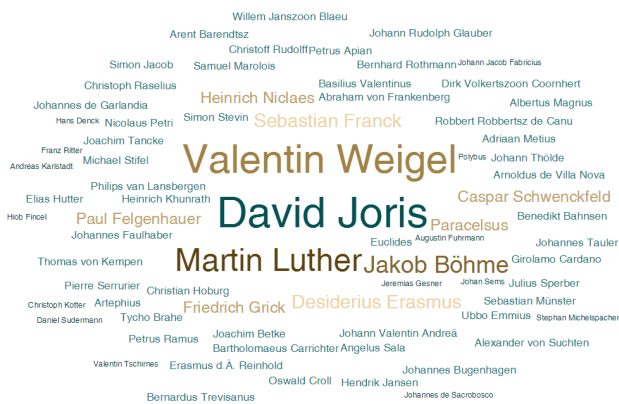 Willem Janszoon Blaeu
Arent Barendtsz
Johann Rudolph Glauber
Christoff Rudolff
Petrus Apian
Simon Jacob
Samuel Marolois
Bernhard Rothmann
Johann Jacob Fabricius
Christoph Raselius
Basilius Valentinus
Dirk Volkertszoon Coornhert
Heinrich Niclaes
Abraham von Frankenberg
Johannes de Garlandia
Albertus Magnus
Hans Denck
Nicolaus Petri
Simon Stevin
Sebastian Franck
Robbert Robbertsz de Canu
Joachim Tancke
Adriaan Metius
Franz Ritter
Michael Stifel
Valentin Weigel
Polybus
Johann Thölde
Andreas Karlstadt
Arnoldus de Villa Nova
Philips van Lansbergen
Elias Hutter
Heinrich Khunrath
Caspar Schwenckfeld
David Joris
Hiob Fincel
Paul Felgenhauer
Paracelsus
Benedikt Bahnsen
Johannes Faulhaber
Euclides
Augustin Fuhrmann
Johannes Tauler
Thomas von Kempen
Martin Luther
Jakob Böhme
Girolamo Cardano
Pierre Serrurier
Christian Hoburg
Jeremias Gesner
Johan Sems
Julius Sperber
Christoph Kotter
Artephius
Friedrich Grick
Desiderius Erasmus
Sebastian Münster
Daniel Sudermann
Tycho Brahe
Ubbo Emmius
Stephan Michelspacher
Petrus Ramus
Joachim Betke
Johann Valentin Andreä
Alexander von Suchten
Bartholomaeus Carrichter
Angelus Sala
Valentin Tschirnes
Erasmus d.Ä. Reinhold
Johannes Bugenhagen
Oswald Croll
Hendrik Jansen
Bernardus Trevisanus
Johannes de Sacrobosco